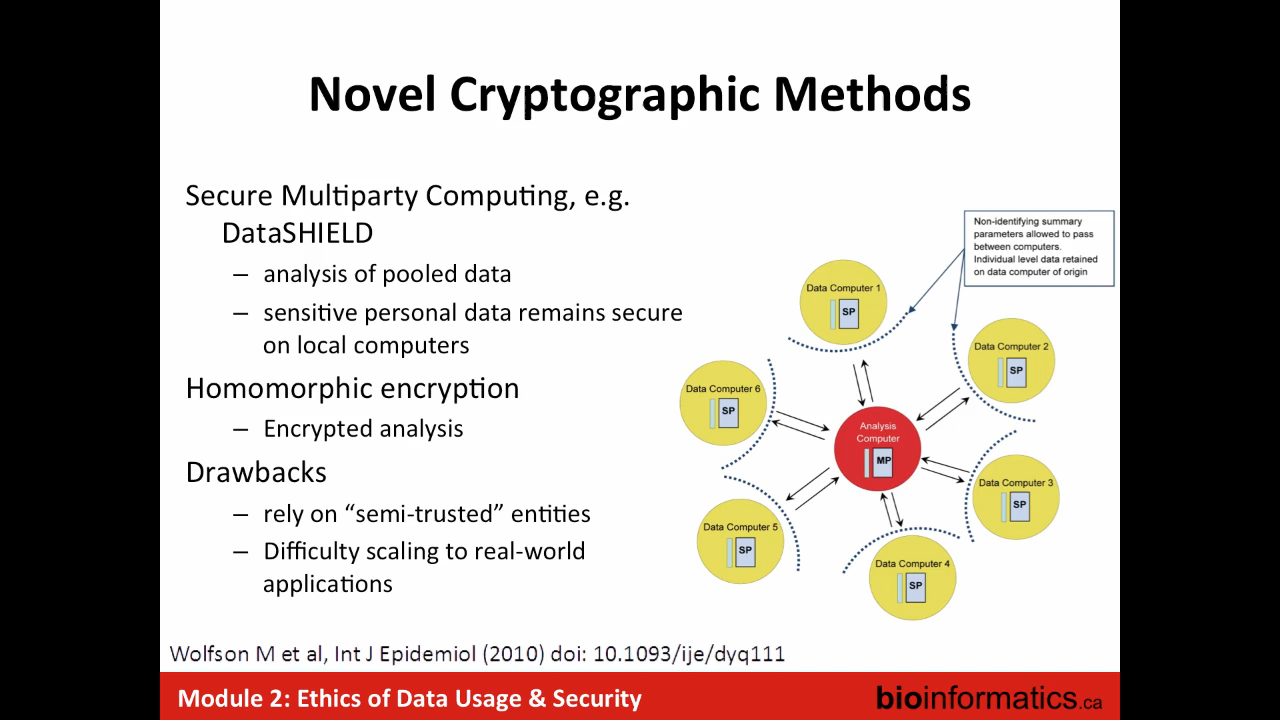 Novel Cryptographic Methods
Secure Multiparty Computing, e.g.
DataSHIELD
– analysis of pooled data
– sensitive personal data remains secure
on local computers
Homomorphic encryption
– Encrypted analysis
Drawbacks
– rely on “semi-trusted” entities
– Difficulty scaling to real-world
applications
Non-identifying summary
parameters allowed to pass
between computers.
Individual level data retained
on data computer of origin
Data Computer 1
SP
Data Computer 2
SP
Data Computer 6
SP
Analysis
Computer
MP
Data Computer 3
SP
Data Computer 5
SP
Data Computer 4
SP
Wolfson M et al, Int J Epidemiol (2010) doi: 10.1093/ije/dyq111
Module 2: Ethics of Data Usage & Security
bioinformatics.ca